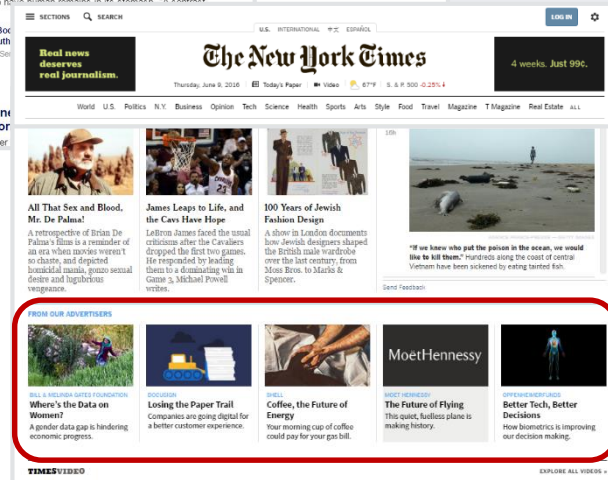 have human remains in its stomach
SECTIONS
SEARCH
U.S. INTERNATIONAL 中文 ESPAÑOL
LOG IN
Real news
deserves
real journalism.
The New York Times
4 weeks. Just 99¢.
Thursday, June 9, 2016 Today's Paper Video 67°F S. & P. 500 -0.25% ↓
World U.S. Politics N.Y. Business Opinion Tech Science Health Sports Arts Style Food Travel Magazine T Magazine Real Estate ALL
All That Sex and Blood,
Mr. De Palma!
A retrospective of Brian De
Palma's films is a reminder of
an era when movies weren't
so chaste, and depicted
homicidal mania, gonzo sexual
desire and lugubrious
vengeance.
James Leaps to Life, and
the Cavs Have Hope
LeBron James faced the usual
criticisms after the Cavaliers
dropped the first two games.
He responded by leading
them to a dominating win in
Game 3, Michael Powell
writes.
100 Years of Jewish
Fashion Design
A show in London documents
how Jewish designers shaped
the British male wardrobe
over the last century, from
Moss Bros. to Marks &
Spencer.
"If we knew who put the poison in the ocean, we would
like to kill them." Hundreds along the coast of central
Vietnam have been sickened by eating tainted fish.
Send Feedback
FROM OUR ADVERTISERS
BILL & MELINDA GATES FOUNDATION
Where's the Data on
Women?
A gender data gap is hindering
economic progress.
DOCUSIGN
Losing the Paper Trail
Companies are going digital for
a better customer experience.
SHELL
Coffee, the Future of
Energy
Your morning cup of coffee
could pay for your gas bill.
MoëtHennessy
MOËT HENNESSY
The Future of Flying
This quiet, fuelless plane is
making history.
OPPENHEIMERFUNDS
Better Tech, Better
Decisions
How biometrics is improving
our decision making.
TIMESVIDEO
EXPLORE ALL VIDEOS »